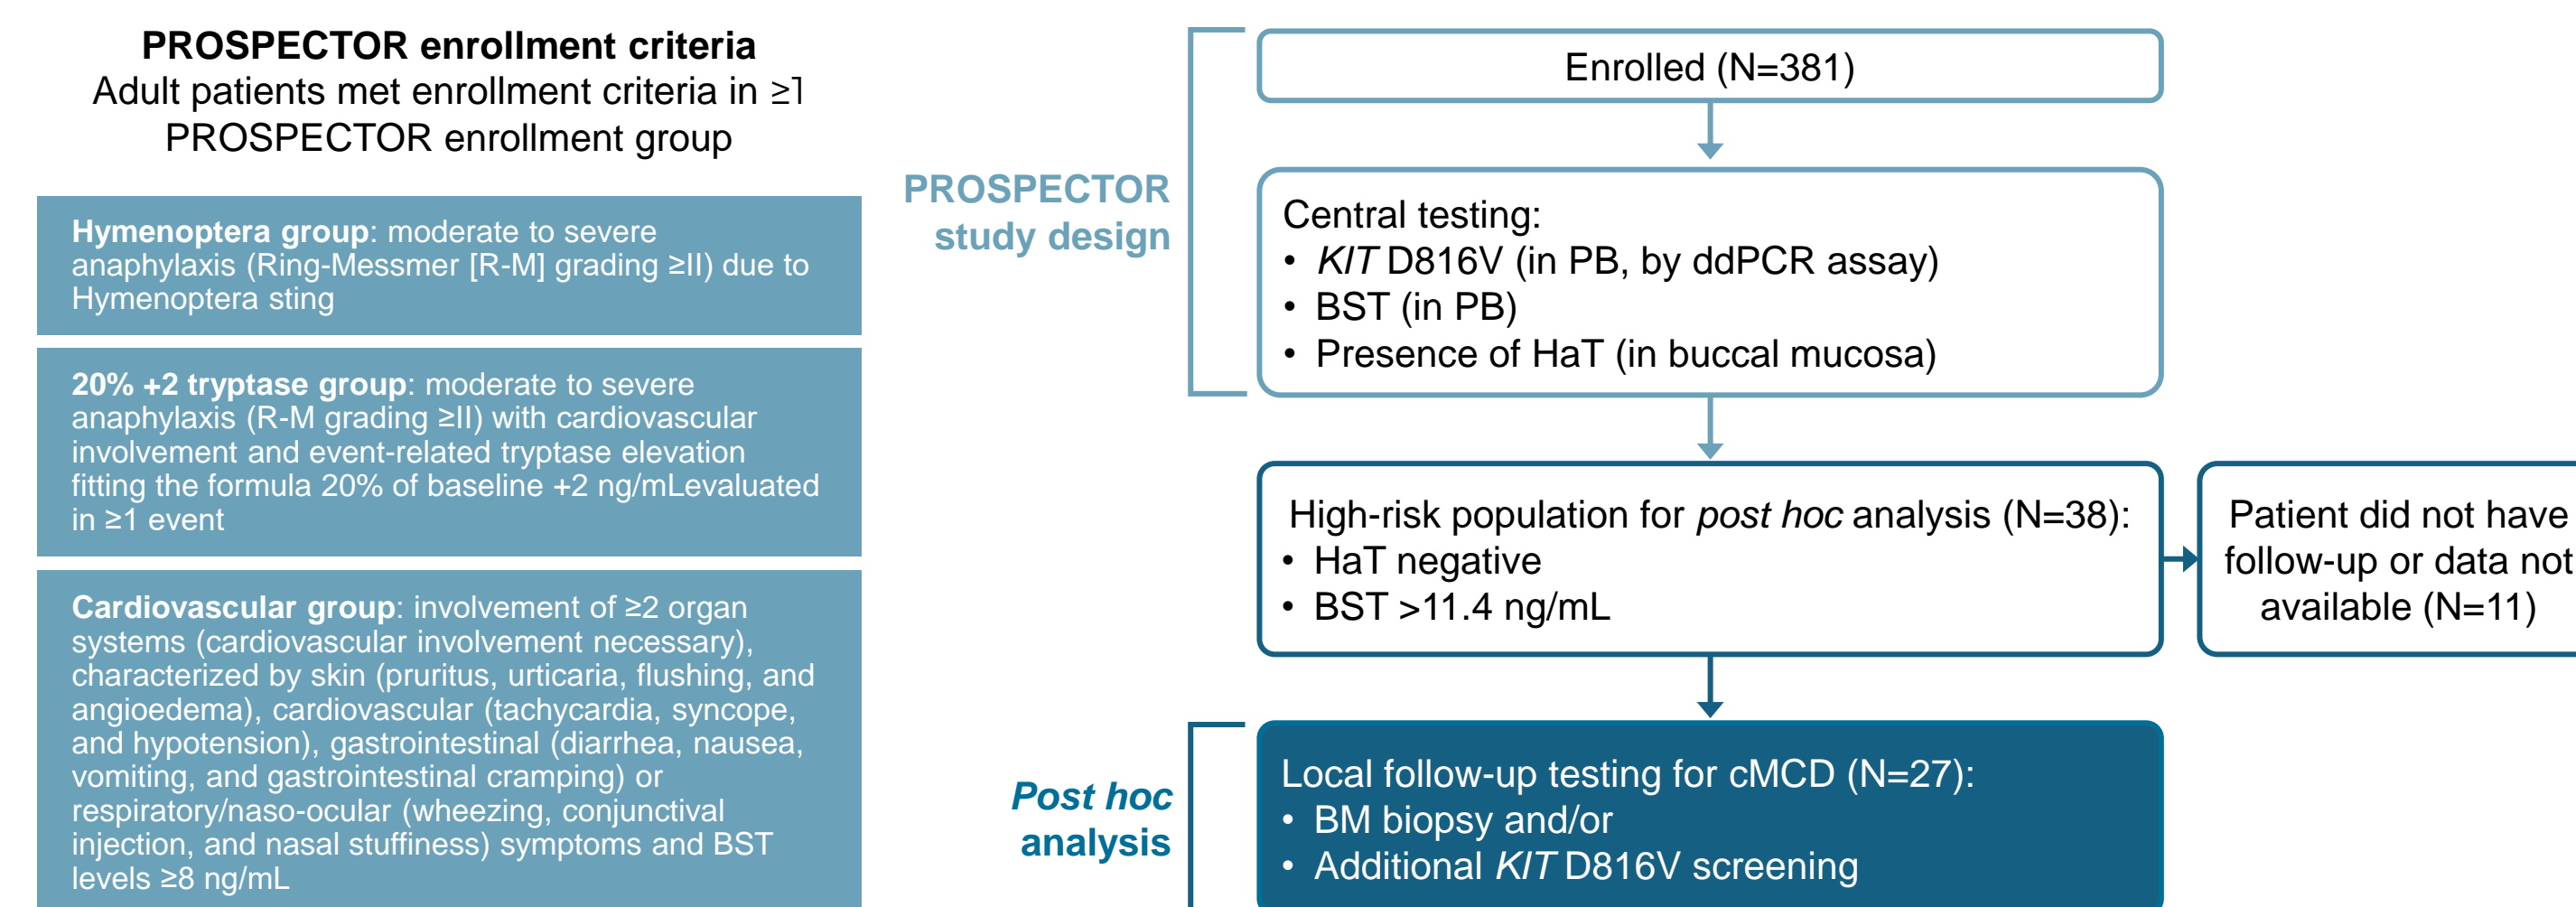 PROSPECTOR enrollment criteria
Adult patients met enrollment criteria in ≥1
PROSPECTOR enrollment group
Hymenoptera group: moderate to severe
anaphylaxis (Ring-Messmer [R-M] grading ≥II) due to
Hymenoptera sting
20% +2 tryptase group: moderate to severe
anaphylaxis (R-M grading ≥II) with cardiovascular
involvement and event-related tryptase elevation
fitting the formula 20% of baseline +2 ng/mLevaluated
in ≥1 event
Cardiovascular group: involvement of ≥2 organ
systems (cardiovascular involvement necessary),
characterized by skin (pruritus, urticaria, flushing, and
angioedema), cardiovascular (tachycardia, syncope,
and hypotension), gastrointestinal (diarrhea, nausea,
vomiting, and gastrointestinal cramping) or
respiratory/naso-ocular (wheezing, conjunctival
injection, and nasal stuffiness) symptoms and BST
levels ≥8 ng/mL
PROSPECTOR
study design
Enrolled (N=381)
Central testing:
• KIT D816V (in PB, by ddPCR assay)
• BST (in PB)
• Presence of HaT (in buccal mucosa)
High-risk population for post hoc analysis (N=38):
• HaT negative
• BST >11.4 ng/mL
Patient did not have
follow-up or data not
available (N=11)
Post hoc
analysis
Local follow-up testing for cMCD (N=27):
• BM biopsy and/or
• Additional KIT D816V screening